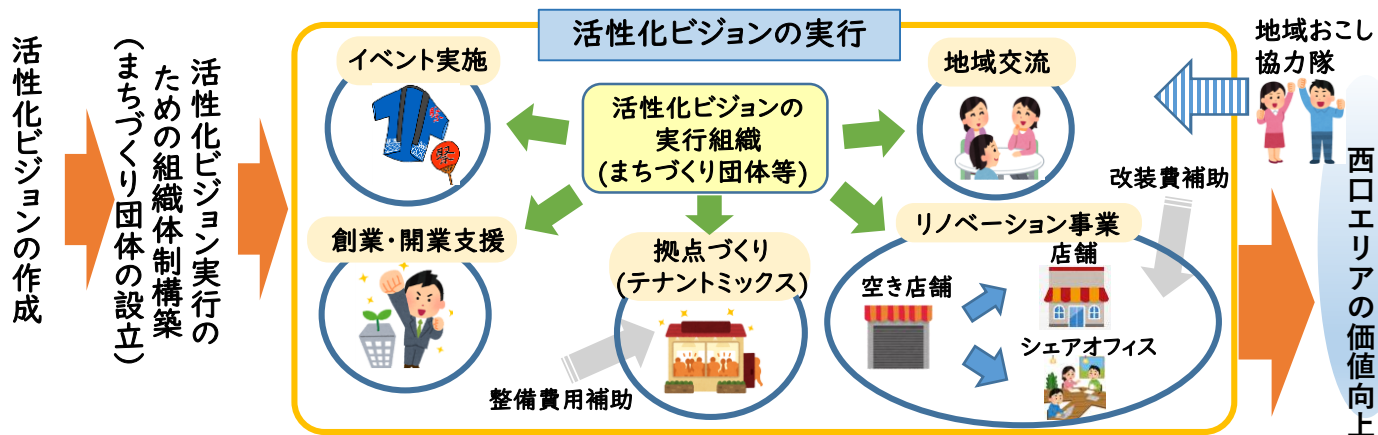 活性化ビジョンの作成
活性化ビジョン実行の
ための組織体制構築
(まちづくり団体の設立)
活性化ビジョンの実行
イベント実施
活性化ビジョンの
実行組織
(まちづくり団体等)
地域交流
地域おこし
協力隊
創業・開業支援
拠点づくり
(テナントミックス)
整備費用補助
リノベーション事業
改装費補助
空き店舗
店舗
シェアオフィス
西口エリアの価値向上
祭